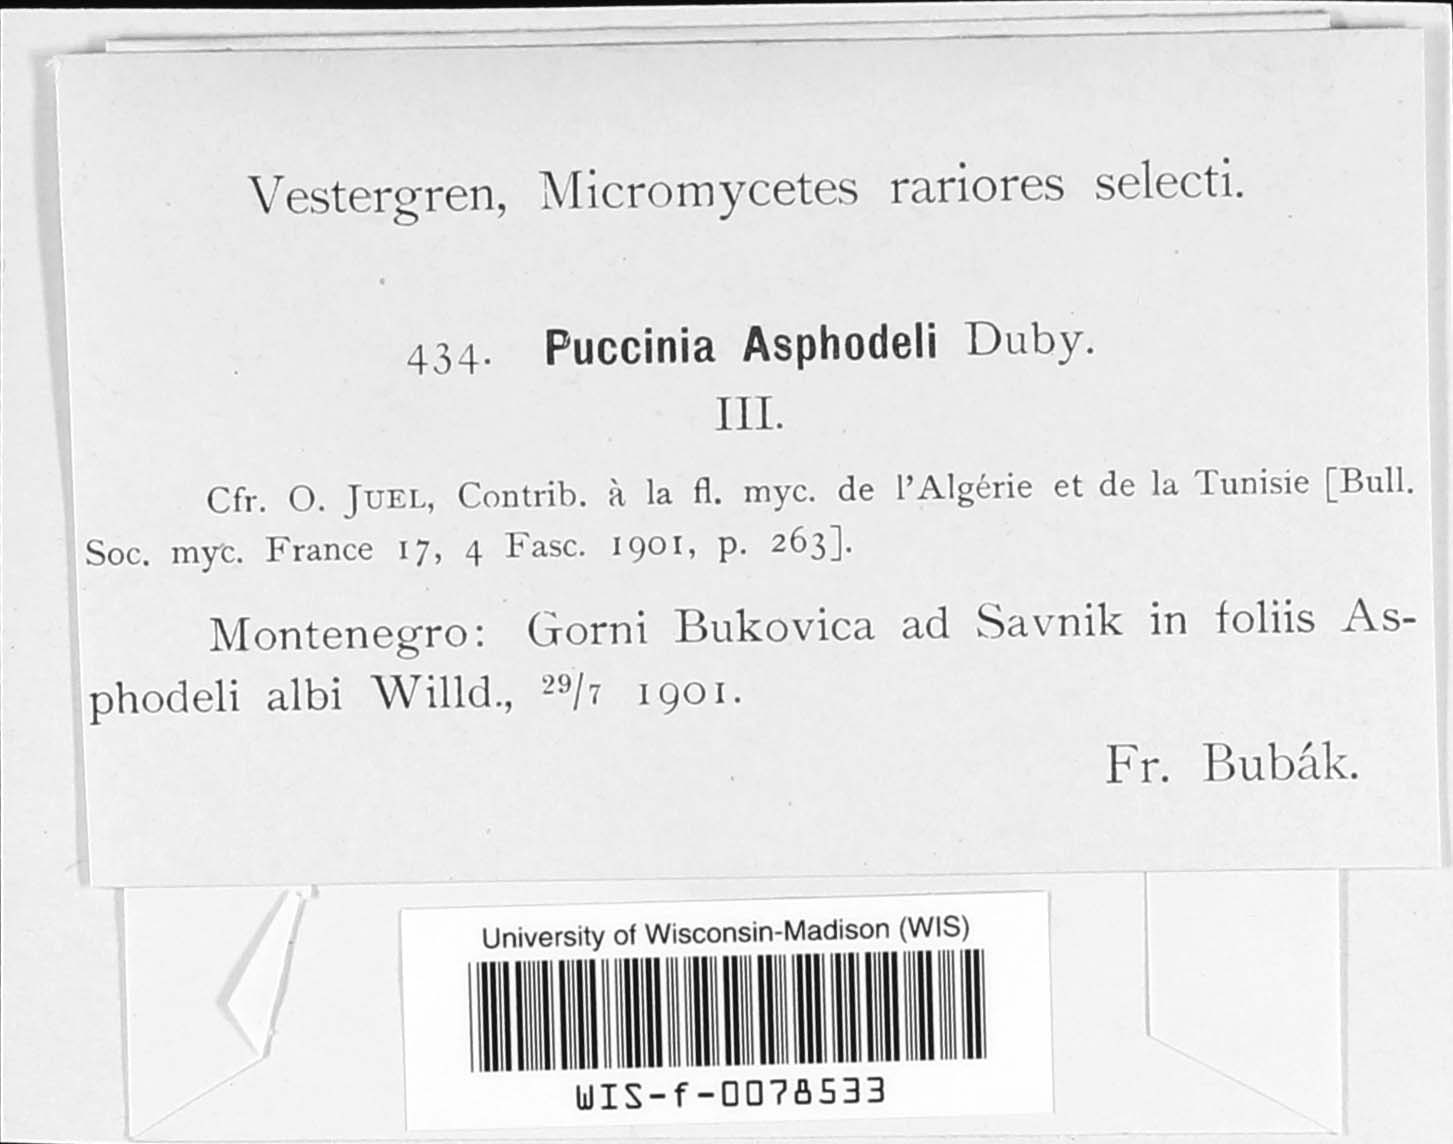 Vestergren, Micromycetes rariores selecti.
434. Puccinia Asphodeli Duby.
III.
Cfr. O. JUEL, Contrib. à la fl. myc. de l'Algérie et de la Tunisie [Bull.
Soc. myc. France 17, 4 Fasc. 1901, p. 263].
Montenegro: Gorni Bukovica ad Savnik in foliis As-
phodeli albi Willd., 29/7 1901.
Fr. Bubák.
University of Wisconsin-Madison (WIS)
WIS-f-0078533